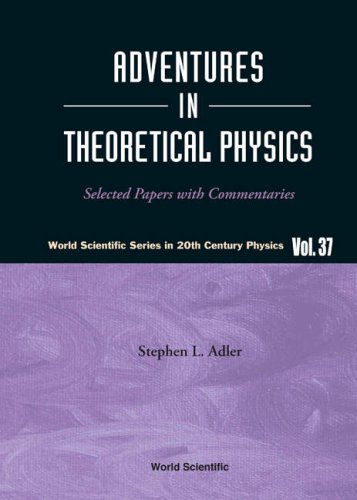 ADVENTURES
IN
THEORETICAL PHYSICS
Selected Papers with Commentaries
World Scientific Series in 20th Century Physics Vol. 37
Stephen L. Adler
World Scientific